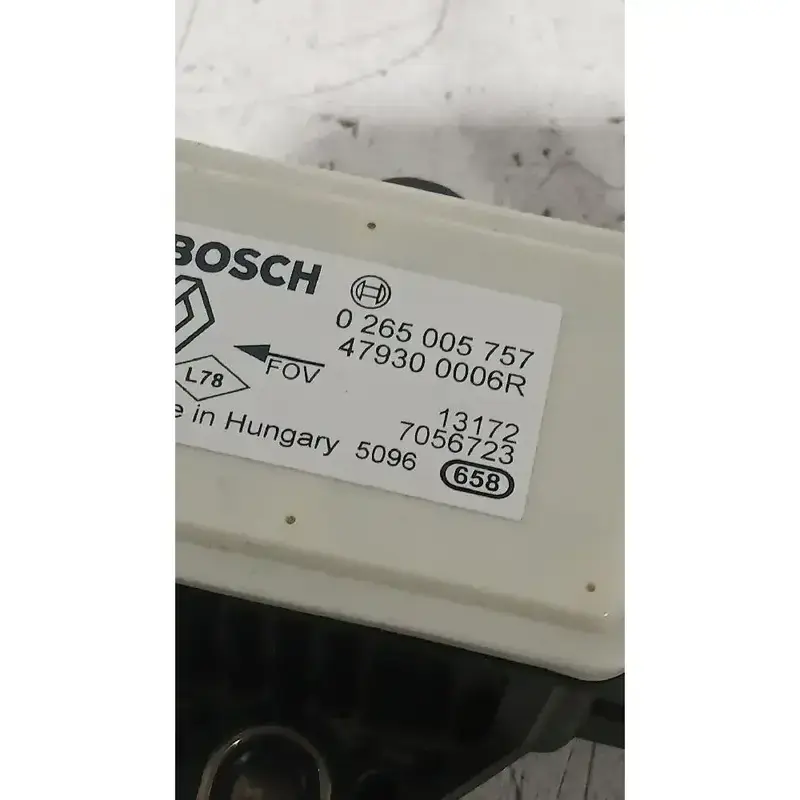 BOSCH
0 265 005 757
47930 0006R
FOV
L78
13172
7056723
in Hungary 5096
658